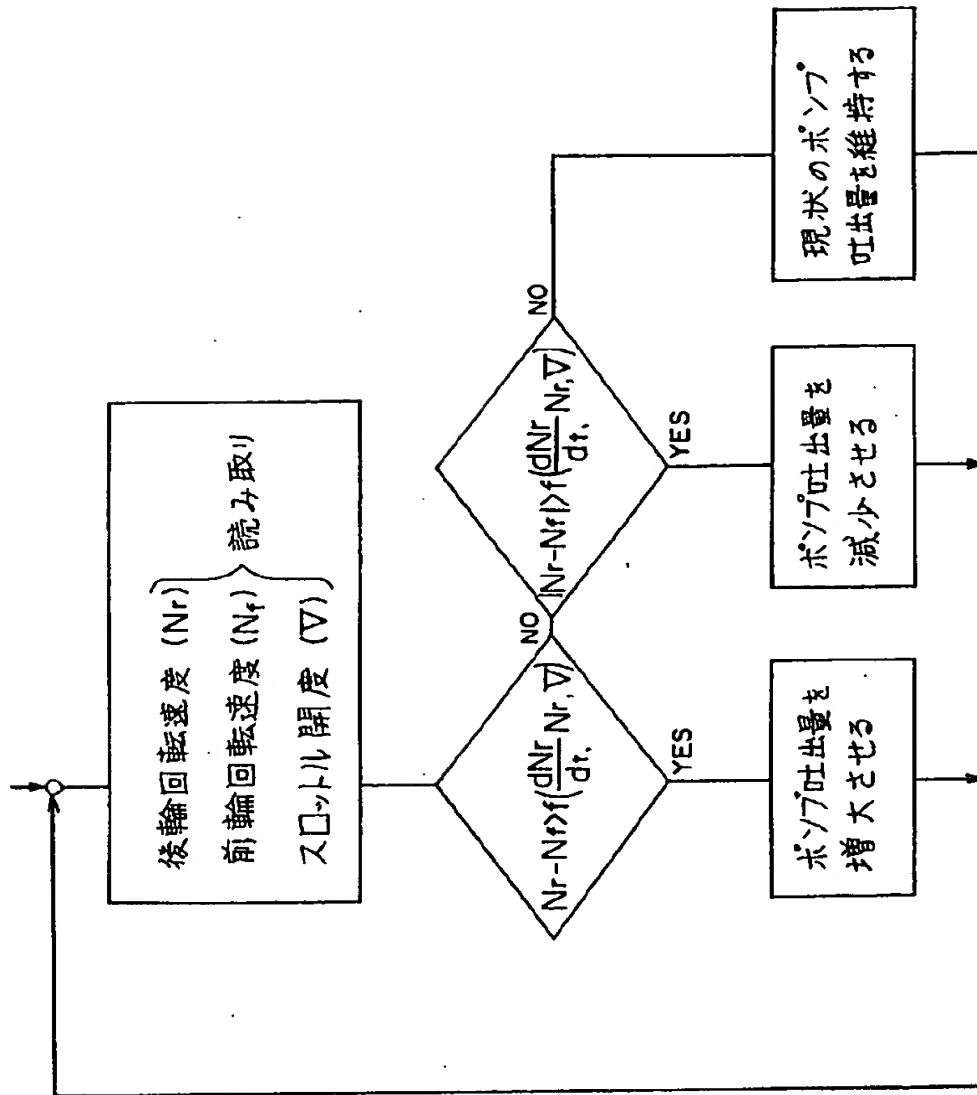 後輪回転速度 (Nr)
前輪回転速度 (Nf)
スロットル開度 (V)
読み取り
Nr-Nf>f(dNr/dt, Nr, V)
NO
YES
|Nr-Nf|>f(dNr/dt, Nr, V)
NO
YES
ポンプ吐出量を
増大させる
ポンプ吐出量を
減少させる
現状のポンプ
吐出量を維持する